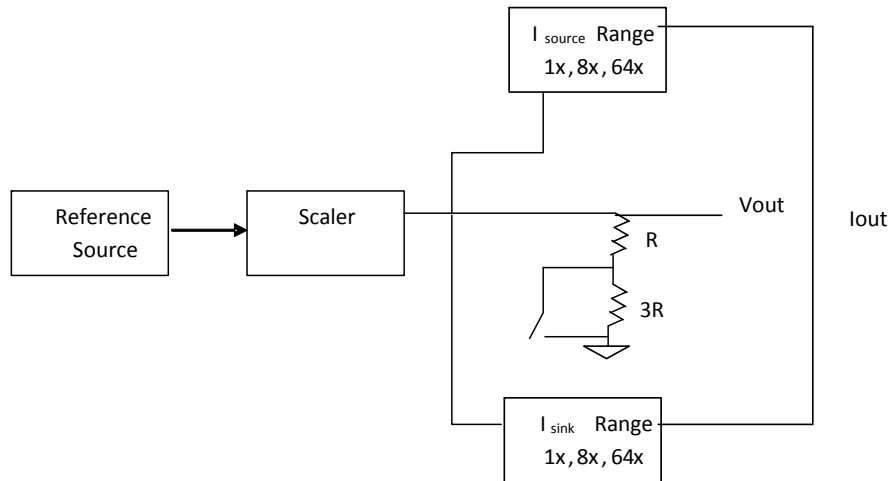 I source Range
1x, 8x, 64x
Reference
Source
Scaler
Vout
Iout
R
3R
I sink Range
1x, 8x, 64x